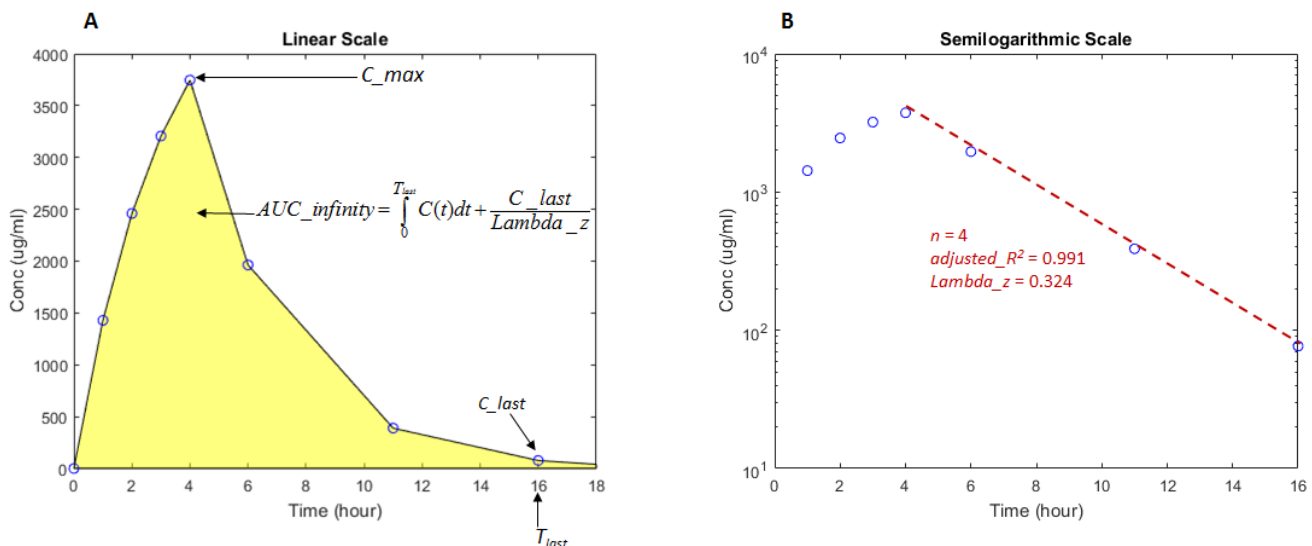 A
Linear Scale
4000
3500
3000
2500
2000
1500
1000
500
0
Conc (ug/ml)
C_max
AUC_infinity = ∫₀^{T_last} C(t)dt + C_last / Lambda_z
C_last
0 2 4 6 8 10 12 14 16 18
Time (hour)
T_last
B
Semilogarithmic Scale
10⁴
10³
10²
10¹
Conc (ug/ml)
n = 4
adjusted_R² = 0.991
Lambda_z = 0.324
0 2 4 6 8 10 12 14 16
Time (hour)